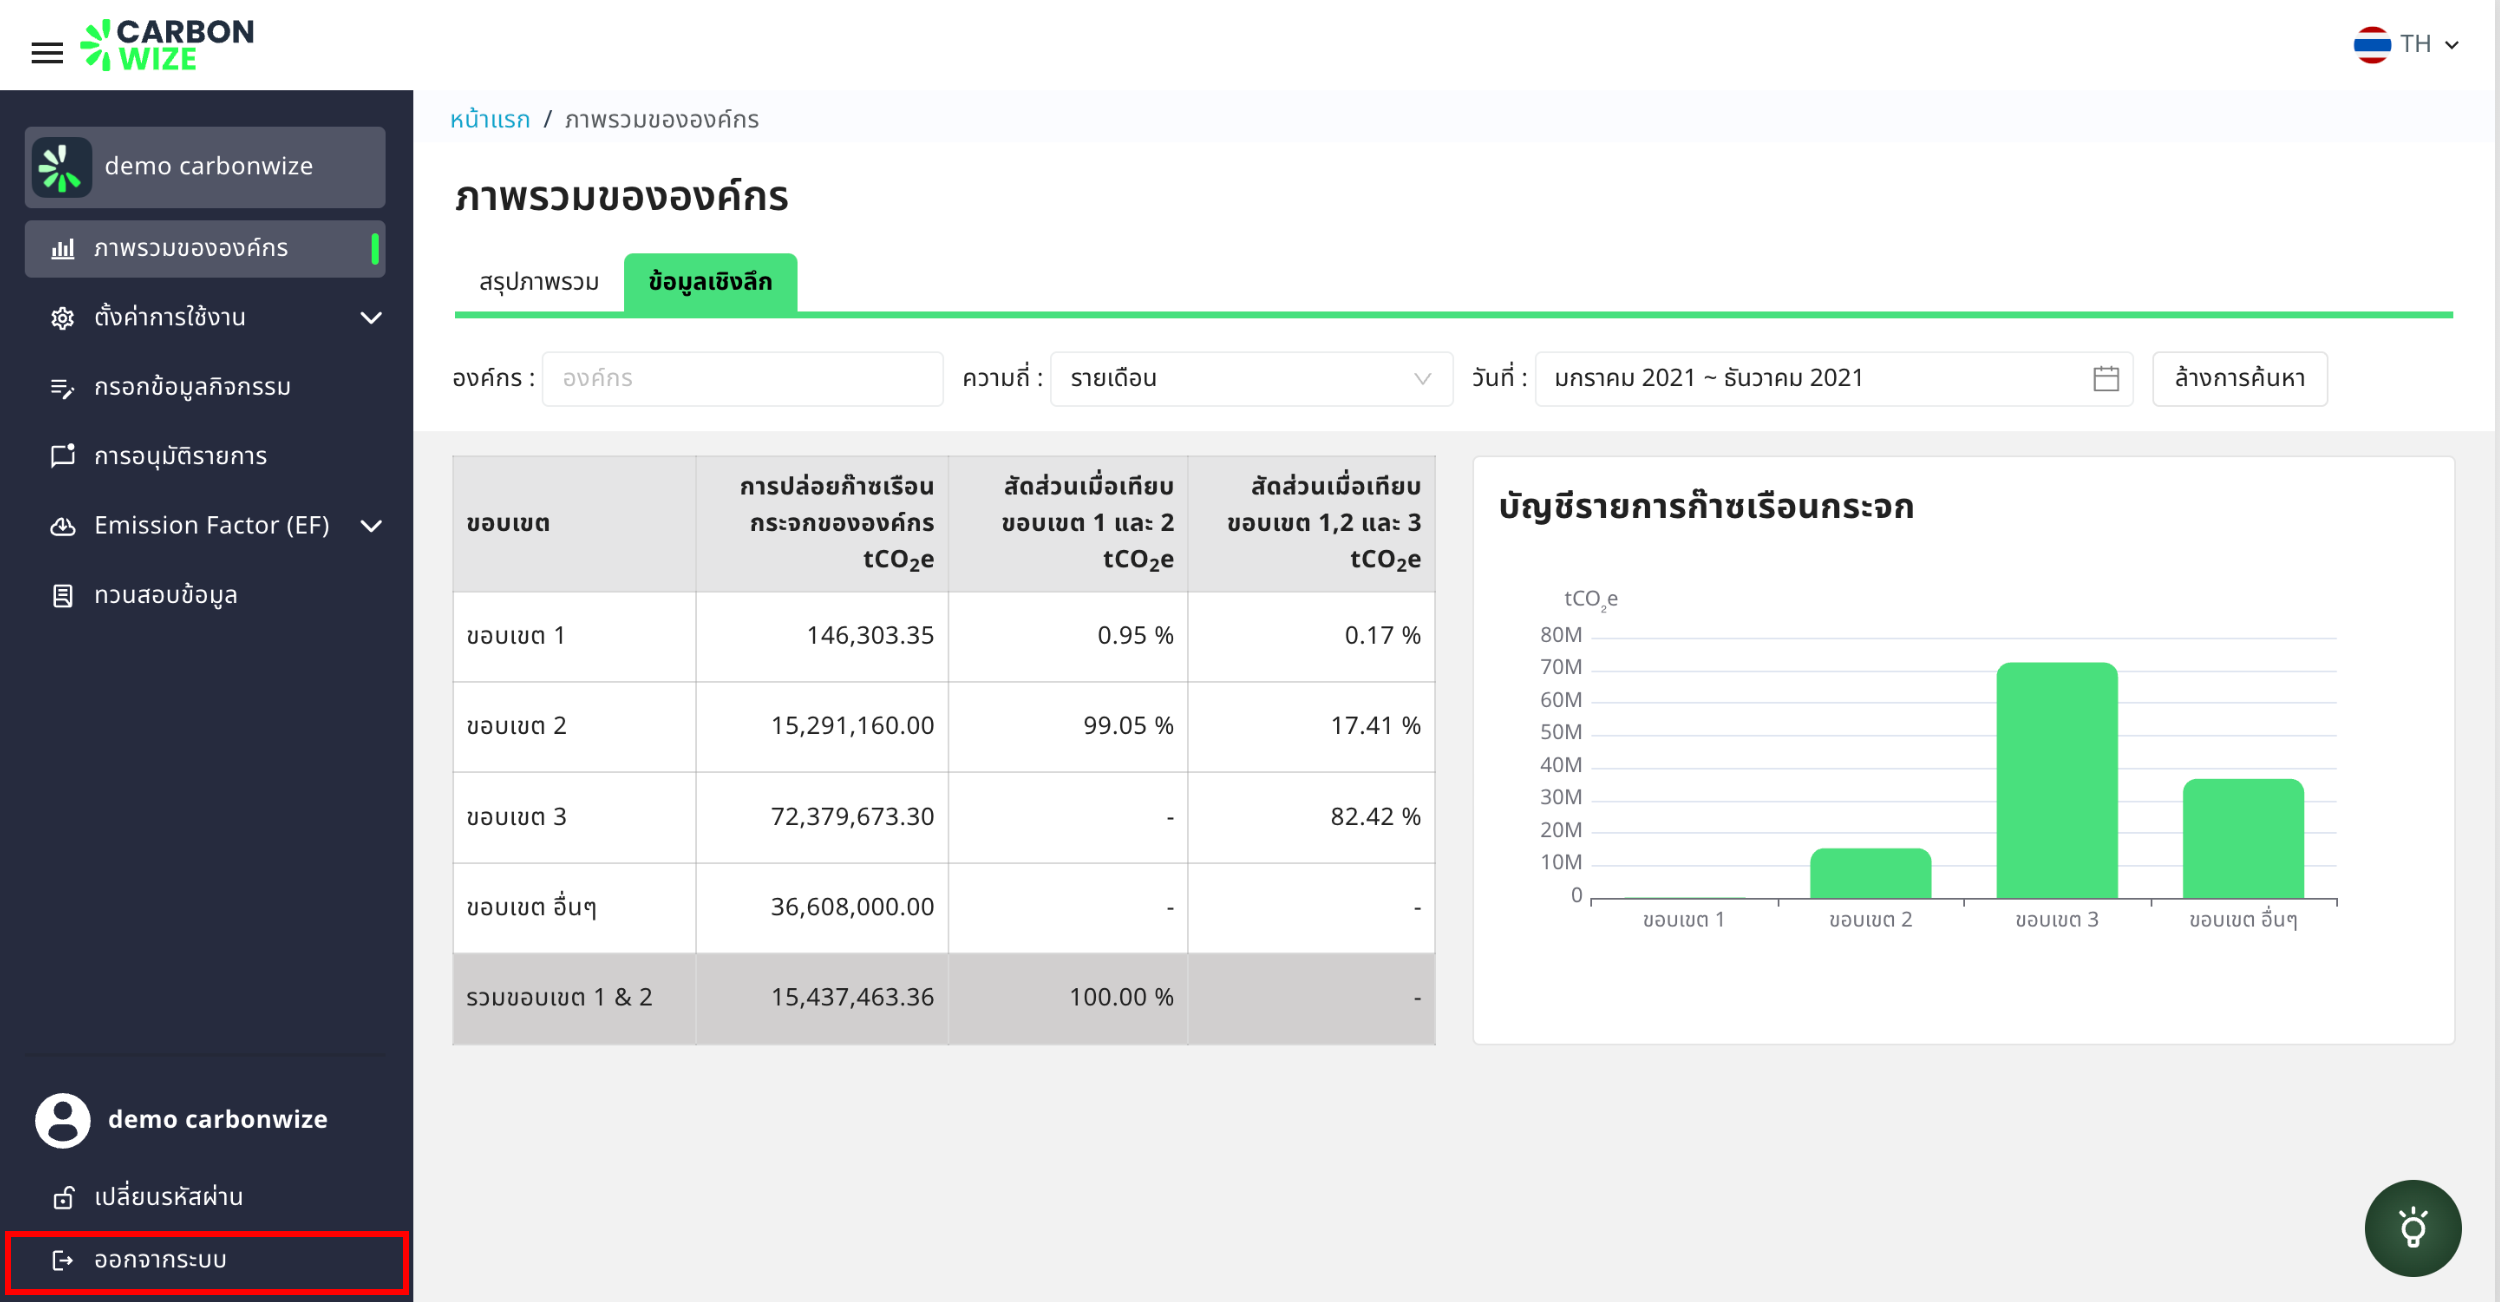 CARBON
WIZE
TH
demo carbonwize
ภาพรวมขององค์กร
ตั้งค่าการใช้งาน
กรอกข้อมูลกิจกรรม
การอนุมัติรายการ
Emission Factor (EF)
ทวนสอบข้อมูล
demo carbonwize
เปลี่ยนรหัสผ่าน
ออกจากระบบ
หน้าแรก / ภาพรวมขององค์กร
ภาพรวมขององค์กร
สรุปภาพรวม ข้อมูลเชิงลึก
องค์กร : องค์กร ความถี่ : รายเดือน วันที่ : มกราคม 2021 ~ ธันวาคม 2021 ล้างการค้นหา
ขอบเขต
การปล่อยก๊าซเรือน
กระจกขององค์กร
tCO₂e
สัดส่วนเมื่อเทียบ
ขอบเขต 1 และ 2
tCO₂e
สัดส่วนเมื่อเทียบ
ขอบเขต 1,2 และ 3
tCO₂e
ขอบเขต 1 146,303.35 0.95 % 0.17 %
ขอบเขต 2 15,291,160.00 99.05 % 17.41 %
ขอบเขต 3 72,379,673.30 - 82.42 %
ขอบเขต อื่นๆ 36,608,000.00 - -
รวมขอบเขต 1 & 2 15,437,463.36 100.00 % -
บัญชีรายการก๊าซเรือนกระจก
tCO₂e
80M
70M
60M
50M
40M
30M
20M
10M
0
ขอบเขต 1 ขอบเขต 2 ขอบเขต 3 ขอบเขต อื่นๆ